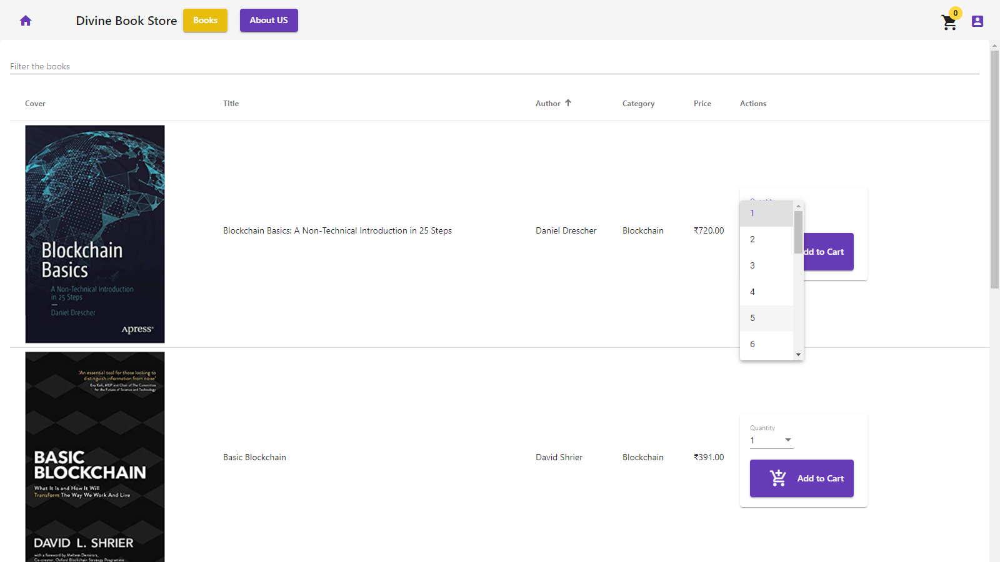 Divine Book Store
Books
About US
0
Filter the books
Cover
Title
Author
Category
Price
Actions
Blockchain
Basics
A Non-Technical Introduction
in 25 Steps
Daniel Drescher
Apress®
Blockchain Basics: A Non-Technical Introduction in 25 Steps
Daniel Drescher
Blockchain
₹720.00
Quantity
1
2
3
4
5
6
dd to Cart
'An essential tool for those looking to
distinguish information from noise'
Eva Kaili, MEP and Chair of The Committee
for the Future of Science and Technology
BASIC
BLOCKCHAIN
What It Is and How It Will
Transform The Way We Work And Live
DAVID L. SHRIER
with a foreword by Meltem Demirors,
Co-creator, Oxford Blockchain Strategy Programme
Basic Blockchain
David Shrier
Blockchain
₹391.00
Quantity
1
Add to Cart